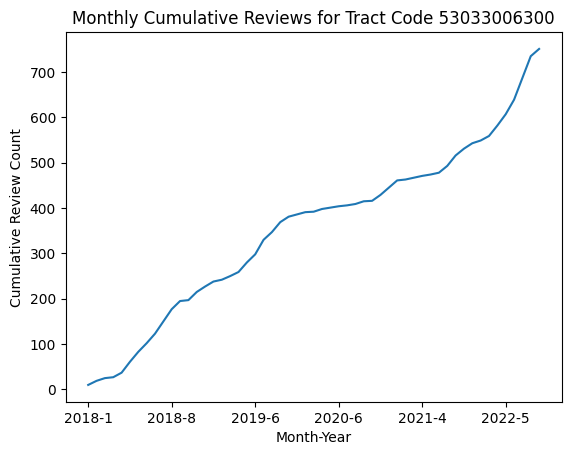 Monthly Cumulative Reviews for Tract Code 53033006300
Cumulative Review Count
700
600
500
400
300
200
100
0
2018-1 2018-8 2019-6 2020-6 2021-4 2022-5
Month-Year